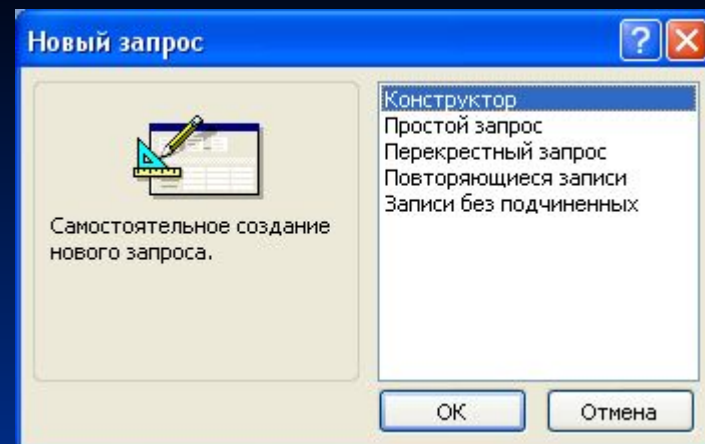 Новый запрос
Самостоятельное создание
нового запроса.
Конструктор
Простой запрос
Перекрестный запрос
Повторяющиеся записи
Записи без подчиненных
ОК
Отмена